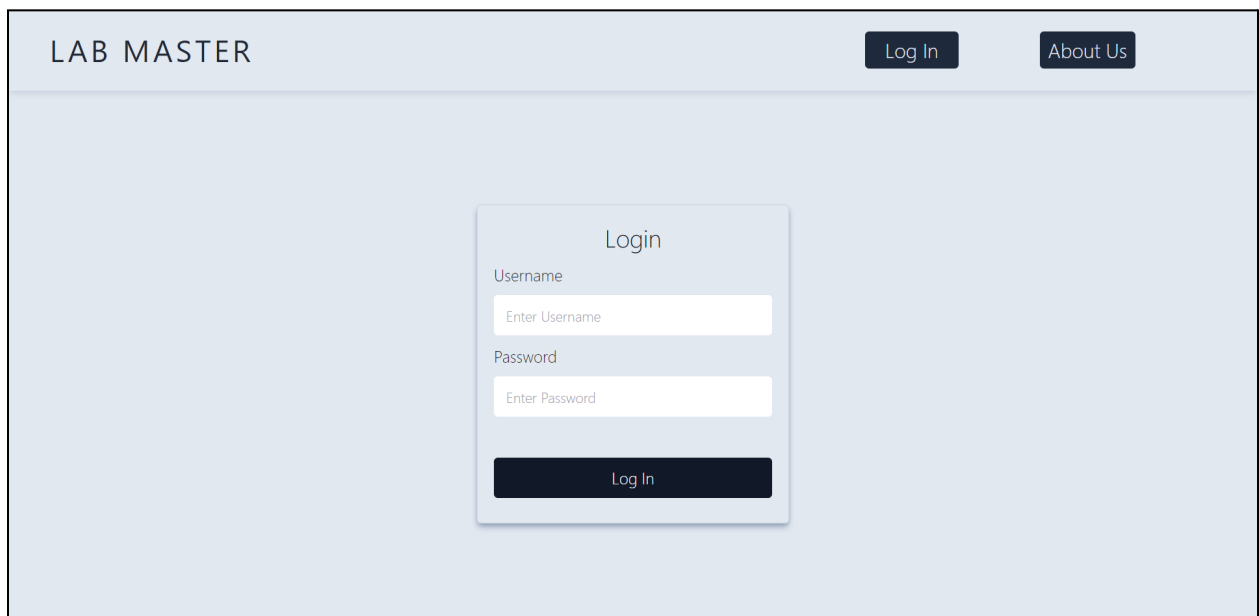 LAB MASTER Log In About Us
Login
Username
Enter Username
Password
Enter Password
Log In